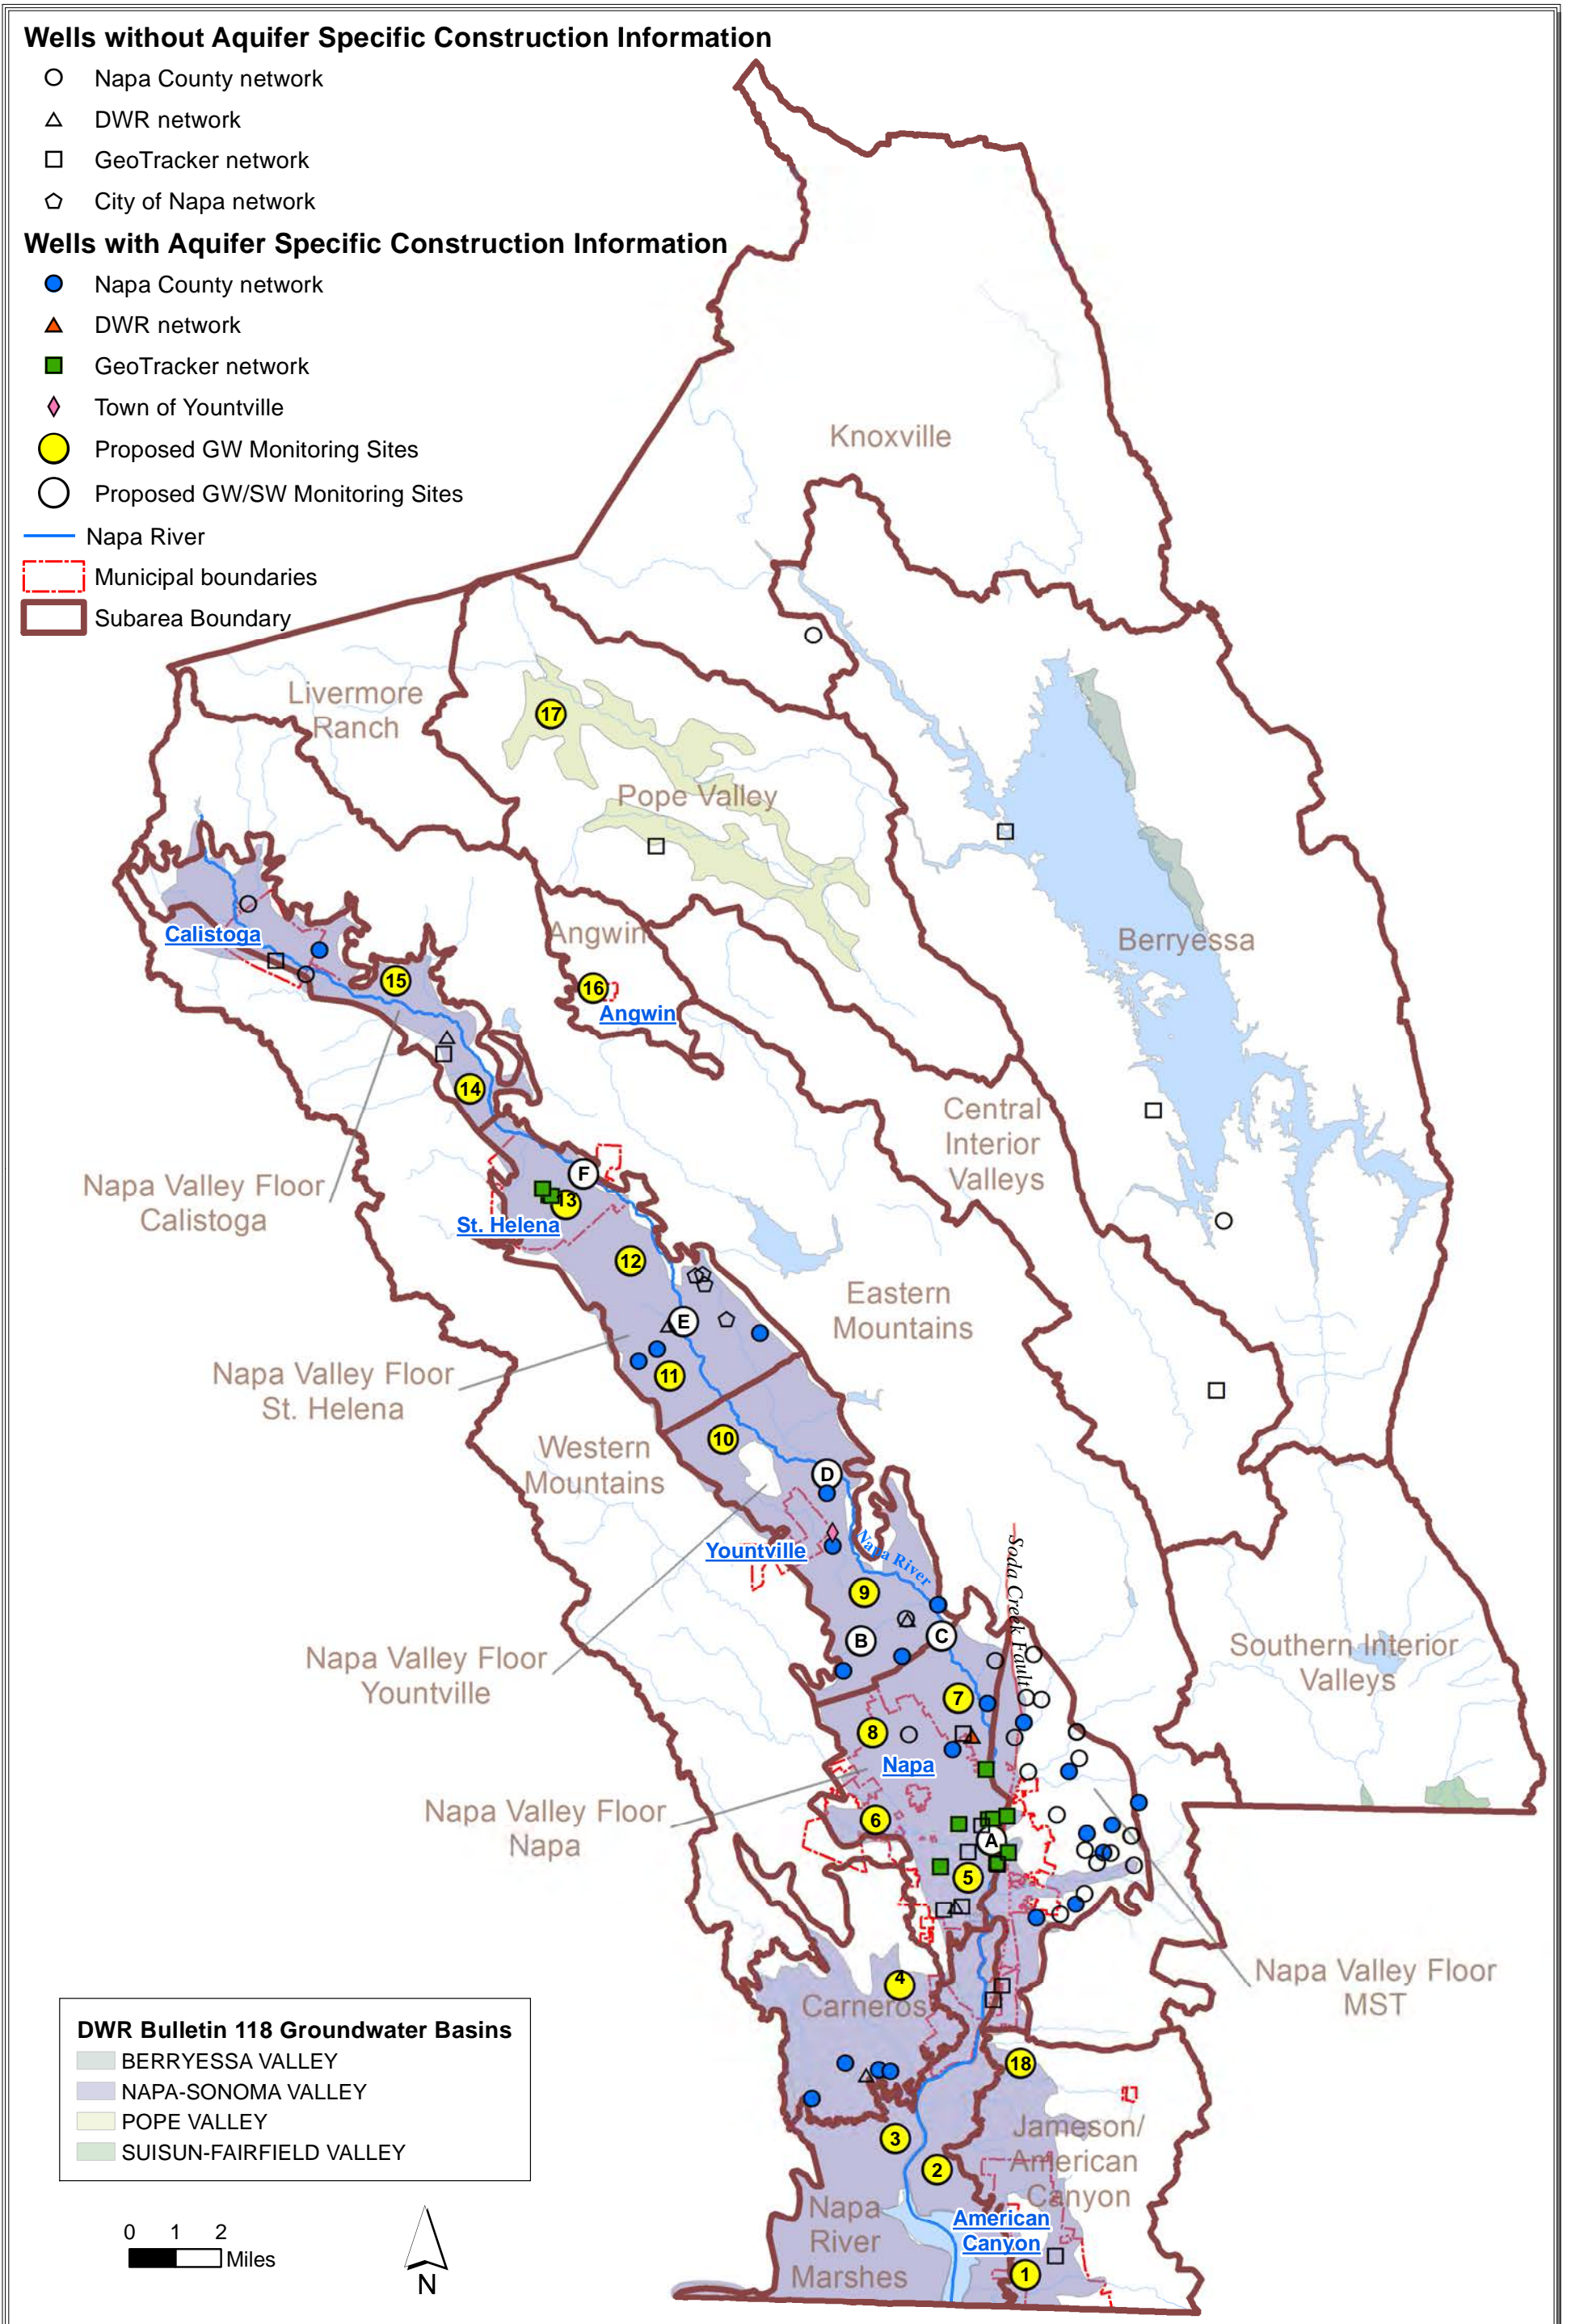 Wells without Aquifer Specific Construction Information
Napa County network
DWR network
GeoTracker network
City of Napa network
Wells with Aquifer Specific Construction Information
Napa County network
DWR network
GeoTracker network
Town of Yountville
Proposed GW Monitoring Sites
Proposed GW/SW Monitoring Sites
Napa River
Municipal boundaries
Subarea Boundary
Knoxville
Livermore
Ranch
17
Pope Valley
Berryessa
Angwin
16
Angwin
Calistoga
15
14
Central
Interior
Valleys
Napa Valley Floor
Calistoga
F
13
St. Helena
12
E
11
Eastern
Mountains
Napa Valley Floor
St. Helena
10
Western
Mountains
D
Yountville
Napa River
Soda Creek Fault
9
B
C
Napa Valley Floor
Yountville
Southern Interior
Valleys
7
8
Napa
Napa Valley Floor
Napa
6
A
5
Napa Valley Floor
MST
4
Carneros
18
3
2
Jameson/
American
Canyon
Napa
River
Marshes
American
Canyon
1
DWR Bulletin 118 Groundwater Basins
BERRYESSA VALLEY
NAPA-SONOMA VALLEY
POPE VALLEY
SUISUN-FAIRFIELD VALLEY
0 1 2
Miles
N